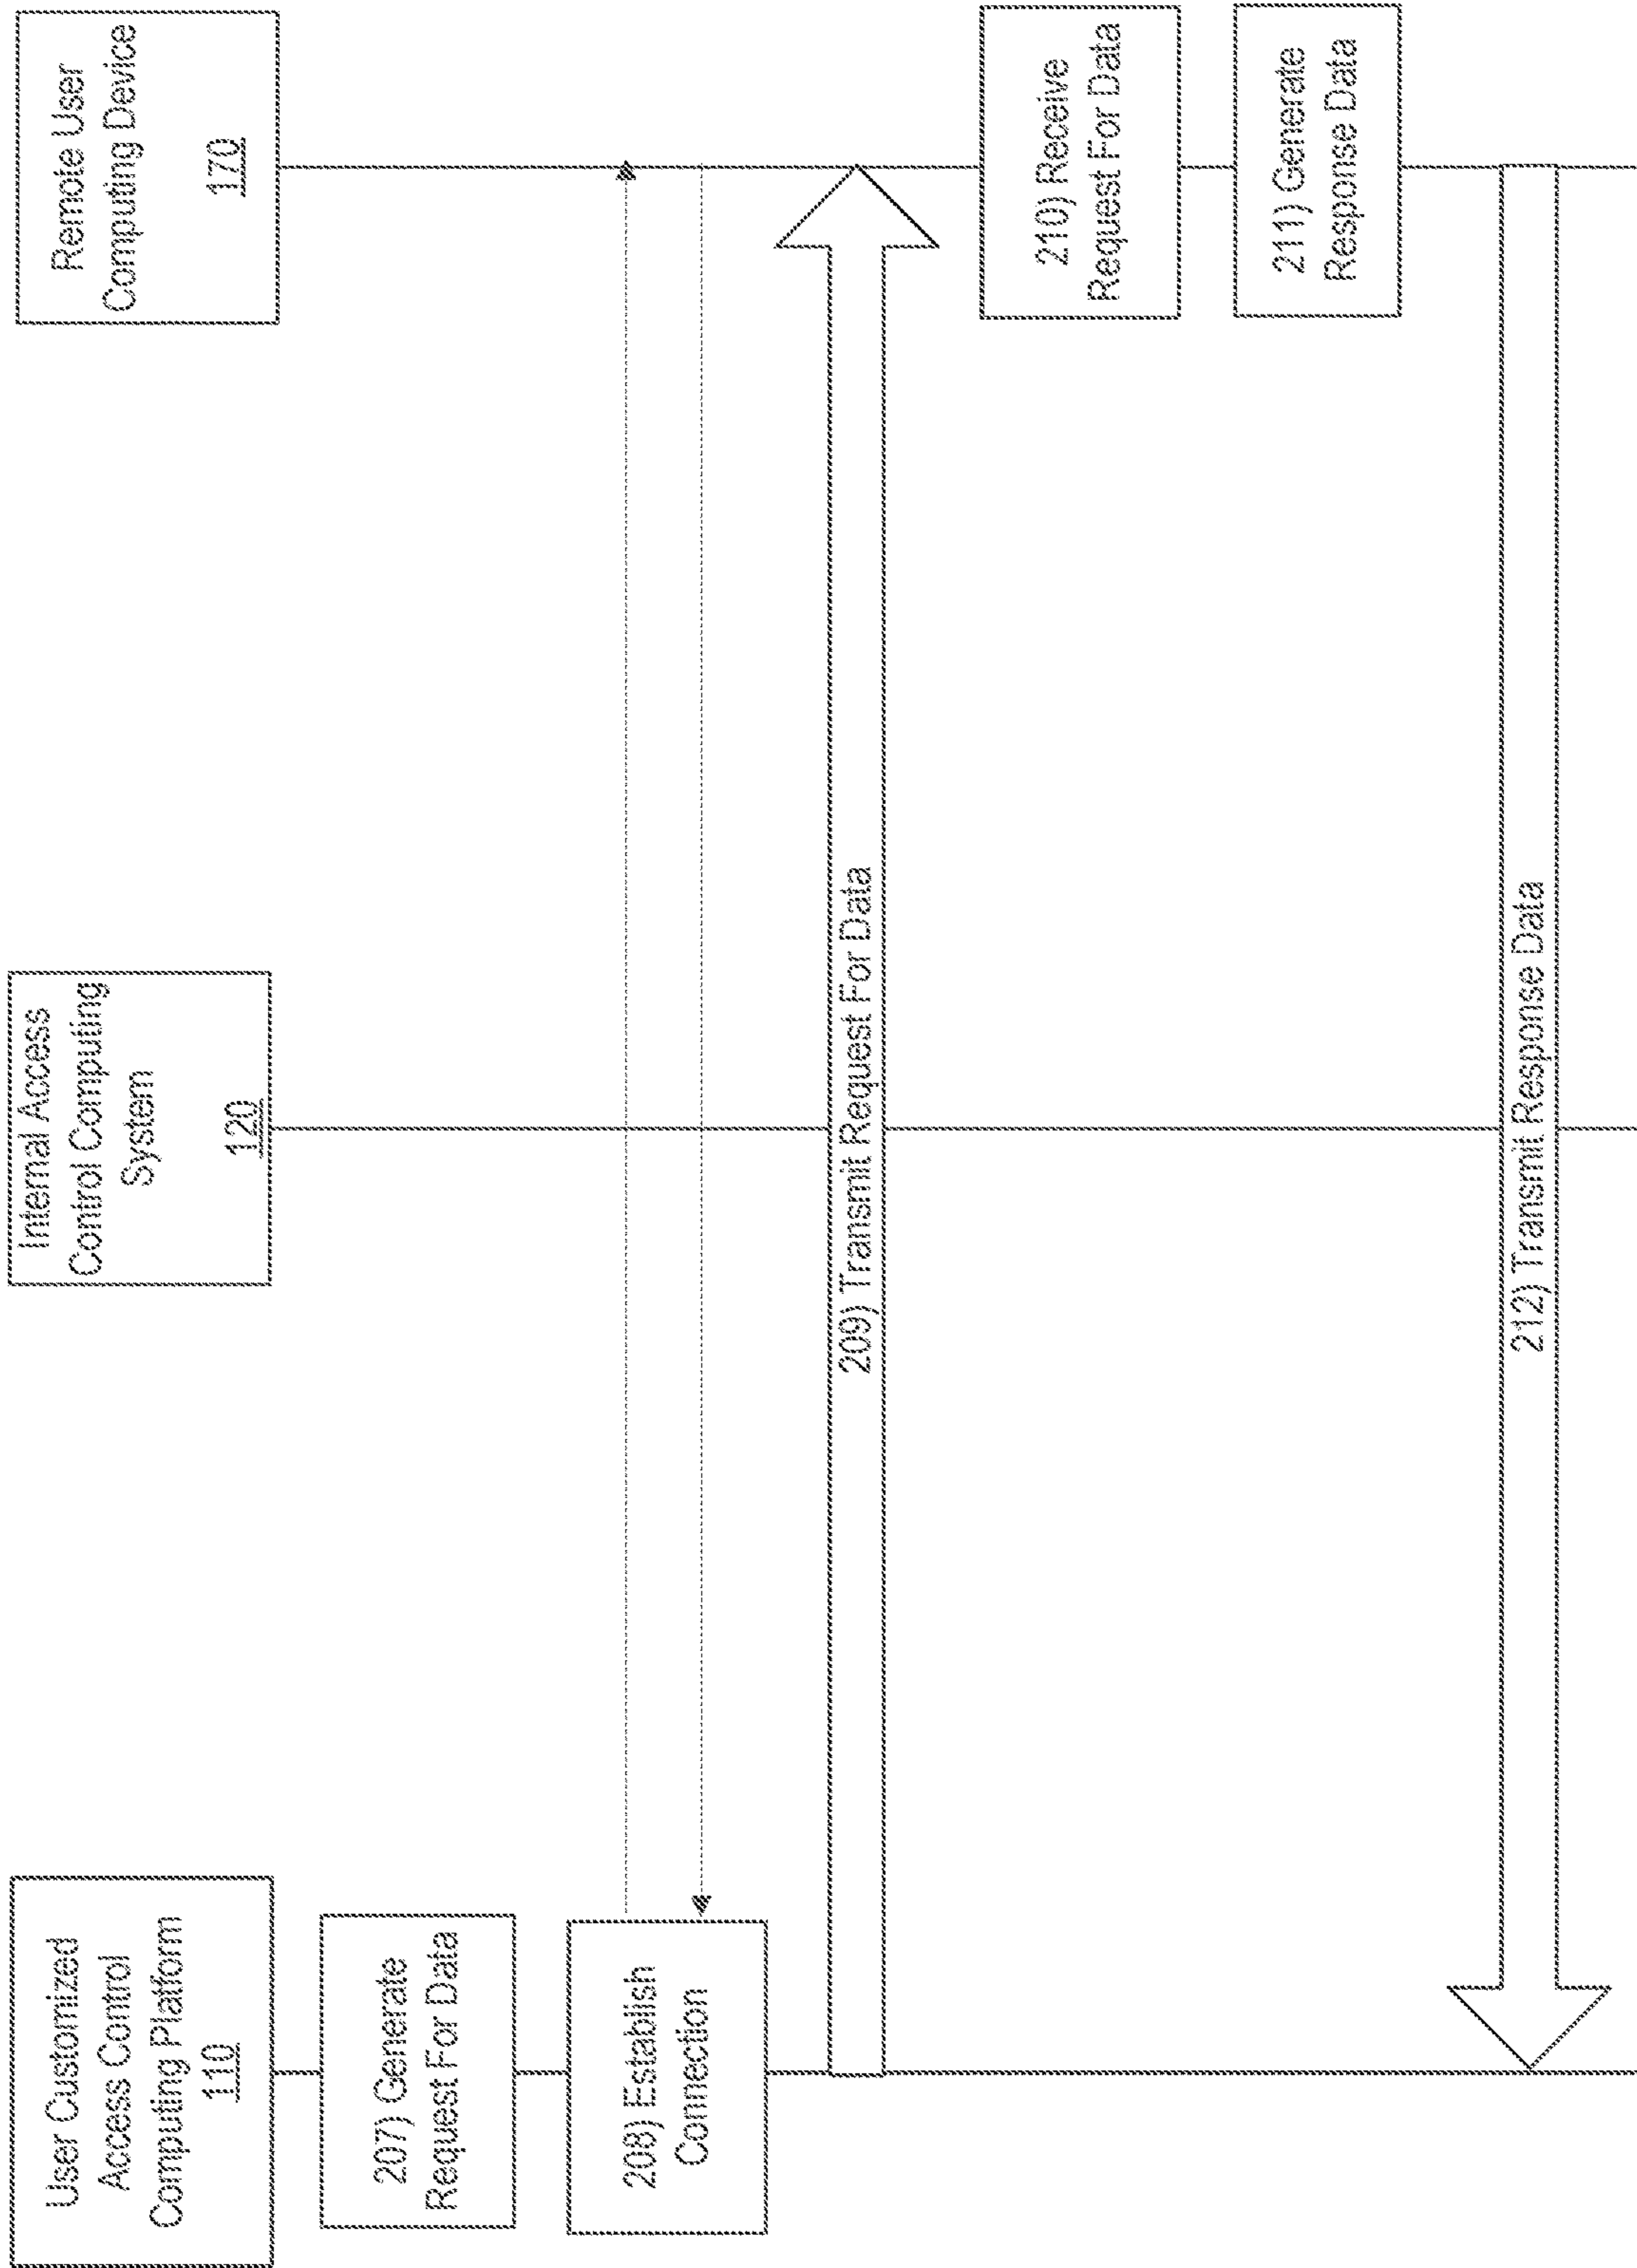 User Customized
Access Control
Computing Platform
110
Internal Access
Control Computing
System
120
Remote User
Computing Device
170
207) Generate
Request For Data
208) Establish
Connection
209) Transmit Request For Data
210) Receive
Request For Data
211) Generate
Response Data
212) Transmit Response Data